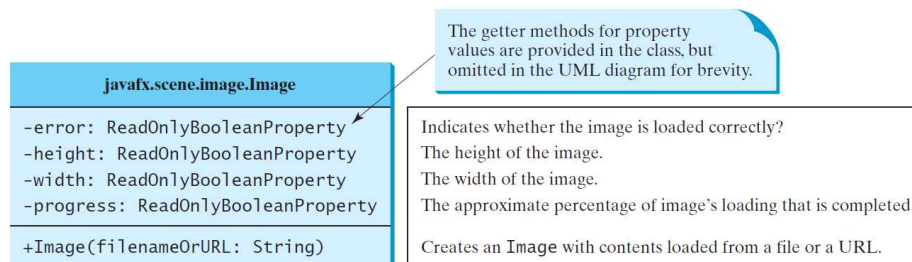 The getter methods for property
values are provided in the class, but
omitted in the UML diagram for brevity.
javafx.scene.image.Image
-error: ReadOnlyBooleanProperty
-height: ReadOnlyBooleanProperty
-width: ReadOnlyBooleanProperty
-progress: ReadOnlyBooleanProperty
+Image(filenameOrURL: String)
Indicates whether the image is loaded correctly?
The height of the image.
The width of the image.
The approximate percentage of image's loading that is completed
Creates an Image with contents loaded from a file or a URL.